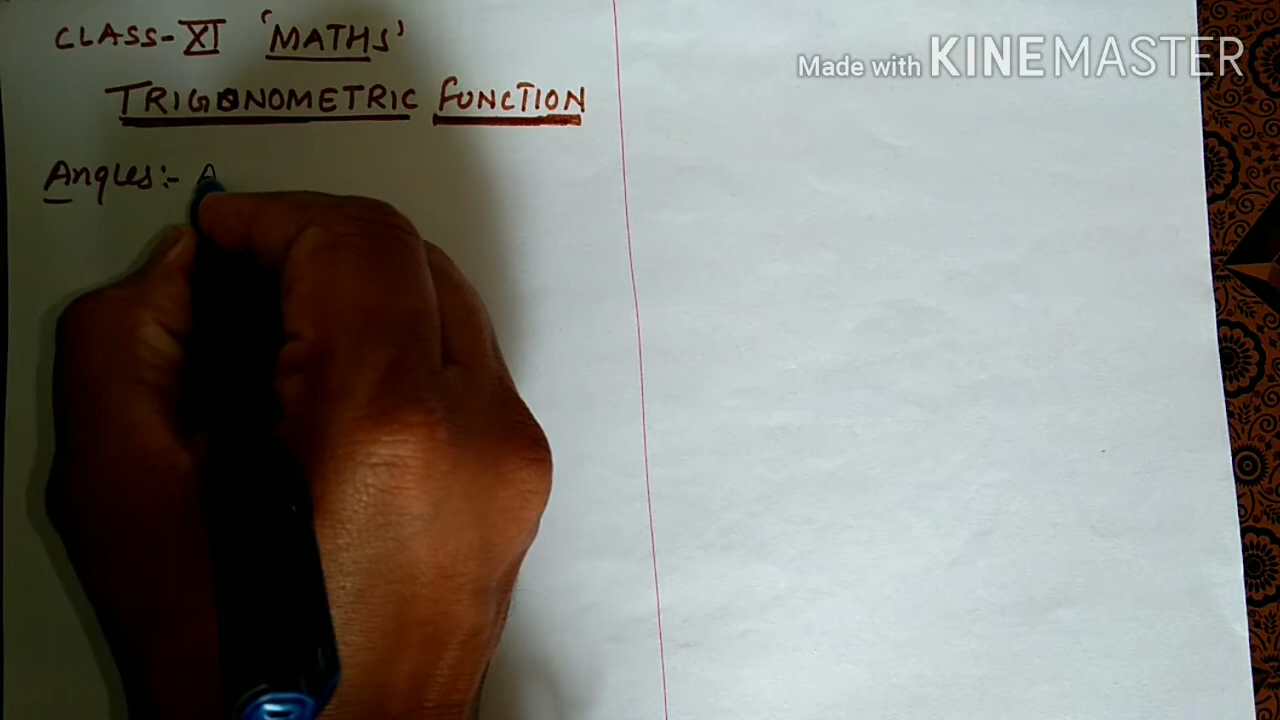 CLASS-XI 'MATHS'
Made with KINEMASTER
TRIGONOMETRIC FUNCTION
Angles:- A